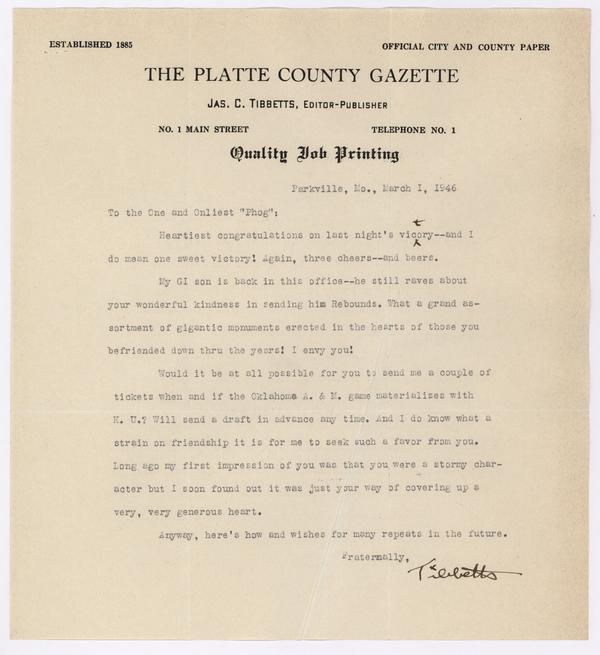 ESTABLISHED 1885
OFFICIAL CITY AND COUNTY PAPER
THE PLATTE COUNTY GAZETTE
JAS. C. TIBBETTS, EDITOR-PUBLISHER
NO. 1 MAIN STREET
TELEPHONE NO. 1
Quality Job Printing
Parkville, Mo., March 1, 1946
To the One and Onliest "Phog":
Heartiest congratulations on last night's victory--and I
do mean one sweet victory! Again, three cheers--and beers.
My GI son is back in this office--he still raves about
your wonderful kindness in sending him Rebounds. What a grand as-
sortment of gigantic monuments erected in the hearts of those you
befriended down thru the years! I envy you!
Would it be at all possible for you to send me a couple of
tickets when and if the Oklahoma A. & M. game materializes with
K. U.? Will send a draft in advance any time. And I do know what a
strain on friendship it is for me to seek such a favor from you.
Long ago my first impression of you was that you were a stormy char-
acter but I soon found out it was just your way of covering up a
very, very generous heart.
Anyway, here's how and wishes for many repeats in the future.
Fraternally,
Tibbetts